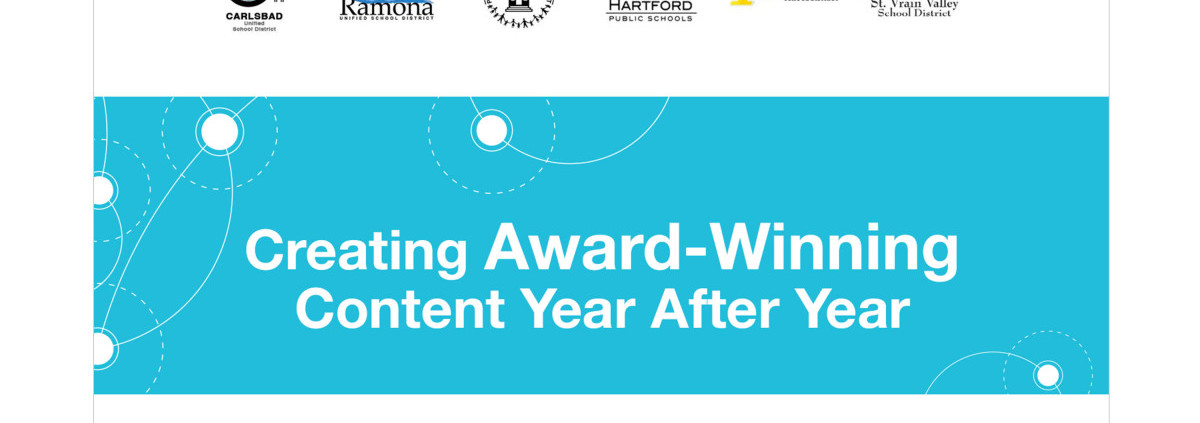 CARLSBAD
Unified
School District
Ramona
UNIFIED SCHOOL DISTRICT
HARTFORD
PUBLIC SCHOOLS
St. Vrain Valley
School District
Creating Award-Winning
Content Year After Year